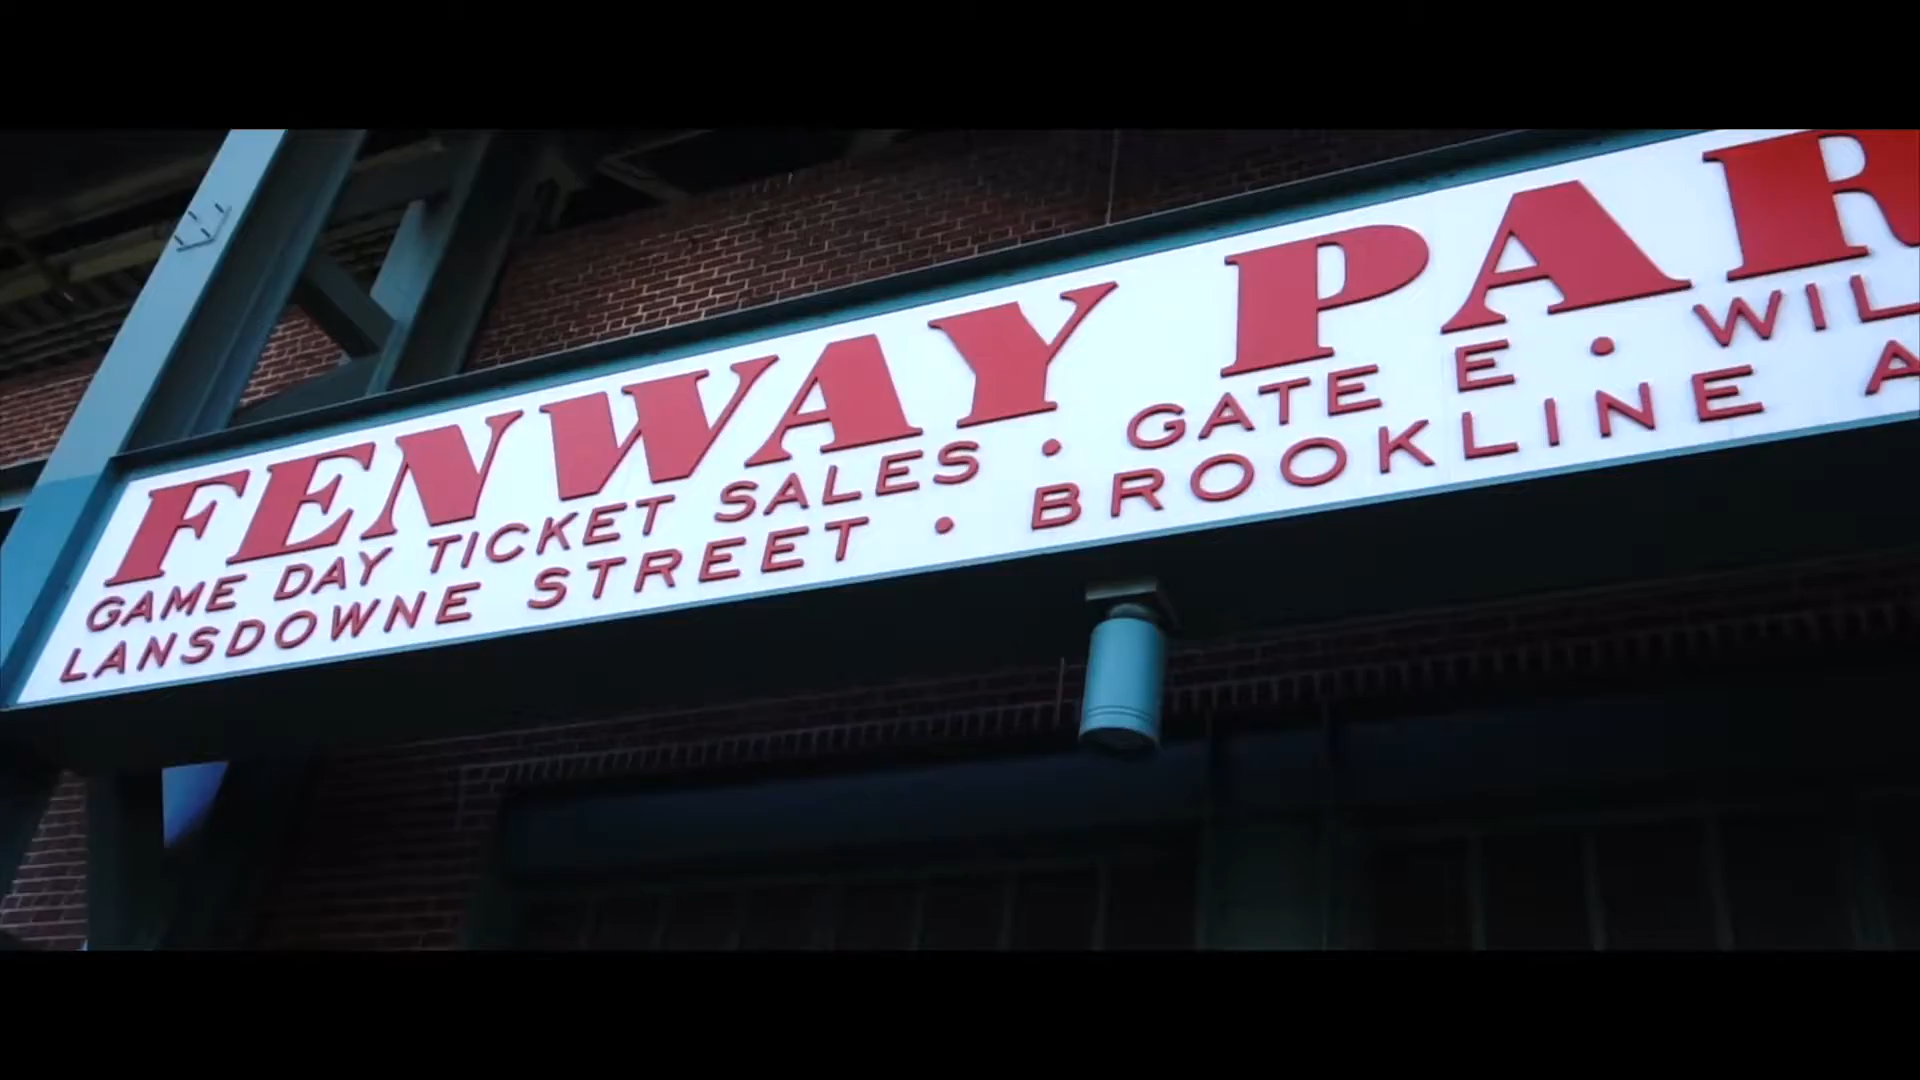 FENWAY PAR
GAME DAY TICKET SALES • GATE E • WIL
LANSDOWNE STREET • BROOKLINE A